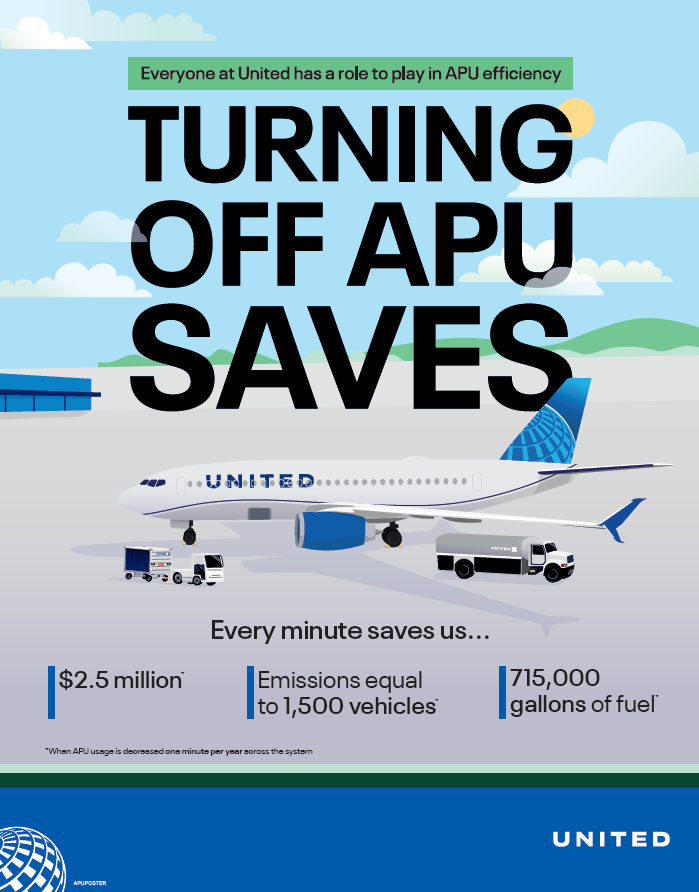 Everyone at United has a role to play in APU efficiency
TURNING
OFF APU
SAVES
UNITED
UNITED
Every minute saves us...
$2.5 million*
Emissions equal
to 1,500 vehicles*
715,000
gallons of fuel*
*When APU usage is decreased one minute per year across the system
UNITED
APUPOSTER